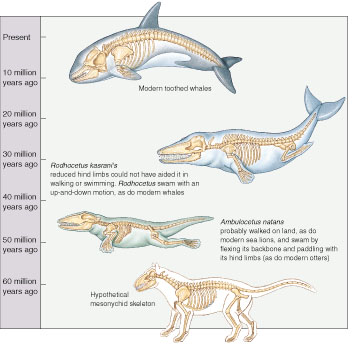 Present
10 million
years ago
20 million
years ago
30 million
years ago
40 million
years ago
50 million
years ago
60 million
years ago
Modern toothed whales
Rodhocetus kasrani's
reduced hind limbs could not have aided it in
walking or swimming. Rodhocetus swam with an
up-and-down motion, as do modern whales
Ambulocetus natans
probably walked on land, as do
modern sea lions, and swam by
flexing its backbone and paddling with
its hind limbs (as do modern otters)
Hypothetical
mesonychid skeleton